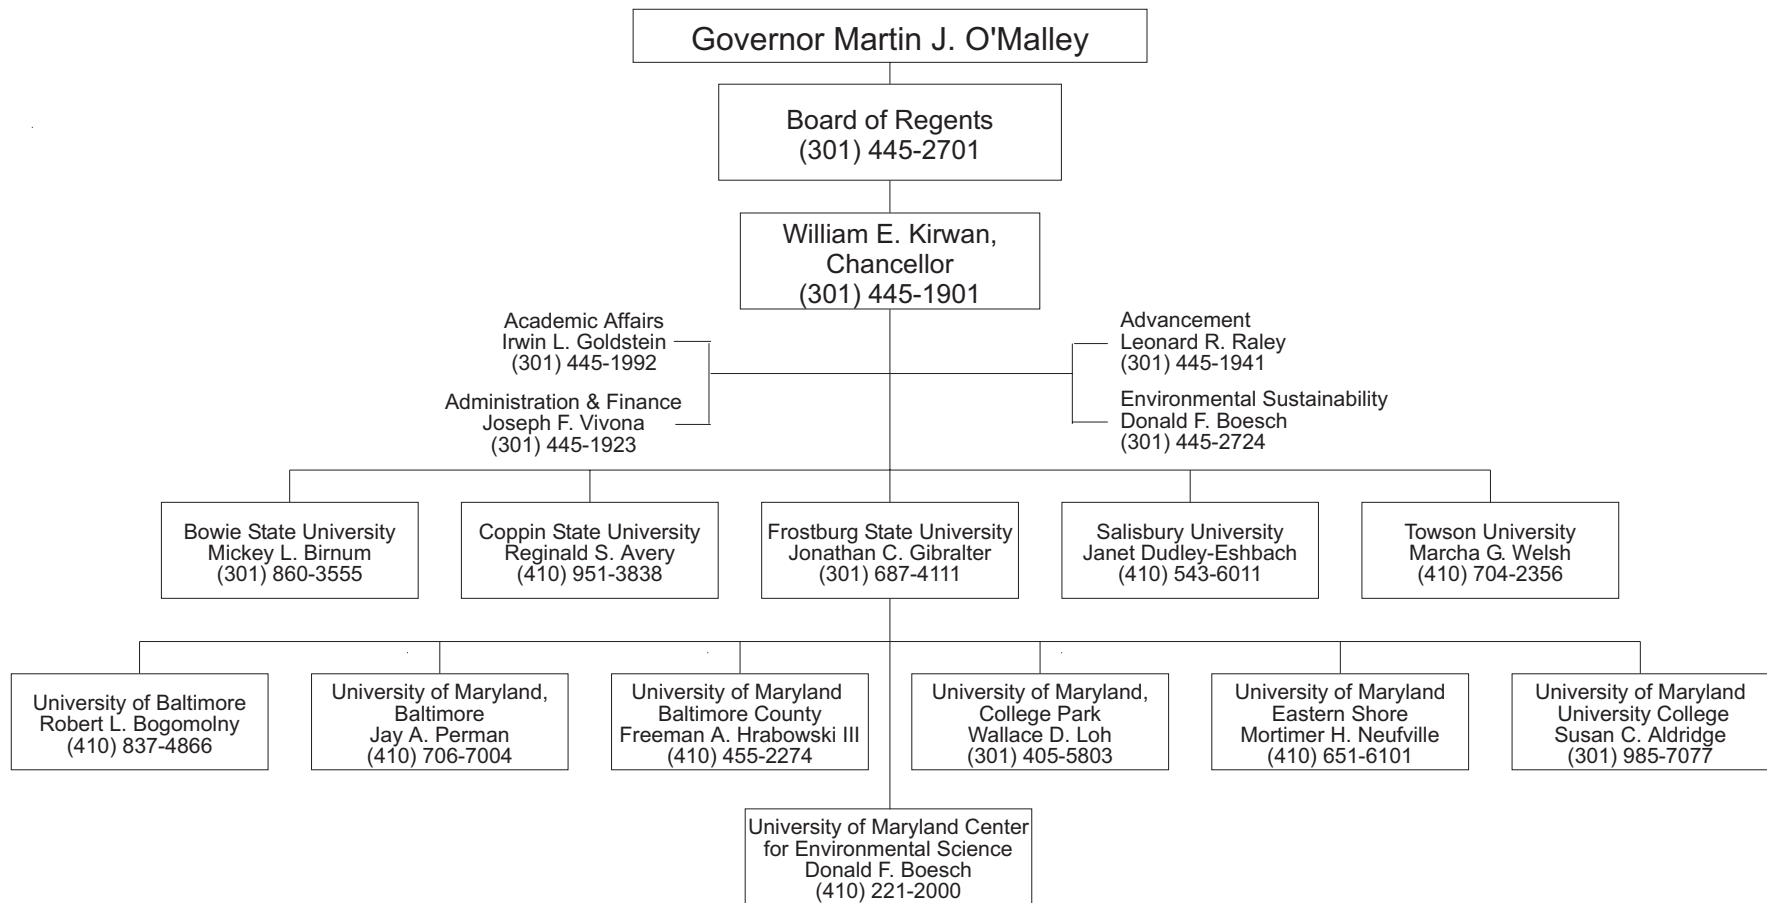 Governor Martin J. O'Malley
Board of Regents
(301) 445-2701
William E. Kirwan,
Chancellor
(301) 445-1901
Academic Affairs
Irwin L. Goldstein
(301) 445-1992
Administration & Finance
Joseph F. Vivona
(301) 445-1923
Advancement
Leonard R. Raley
(301) 445-1941
Environmental Sustainability
Donald F. Boesch
(301) 445-2724
Bowie State University
Mickey L. Birnum
(301) 860-3555
Coppin State University
Reginald S. Avery
(410) 951-3838
Frostburg State University
Jonathan C. Gibralter
(301) 687-4111
Salisbury University
Janet Dudley-Eshbach
(410) 543-6011
Towson University
Marcha G. Welsh
(410) 704-2356
University of Baltimore
Robert L. Bogomolny
(410) 837-4866
University of Maryland,
Baltimore
Jay A. Perman
(410) 706-7004
University of Maryland
Baltimore County
Freeman A. Hrabowski III
(410) 455-2274
University of Maryland,
College Park
Wallace D. Loh
(301) 405-5803
University of Maryland
Eastern Shore
Mortimer H. Neufville
(410) 651-6101
University of Maryland
University College
Susan C. Aldridge
(301) 985-7077
University of Maryland Center
for Environmental Science
Donald F. Boesch
(410) 221-2000